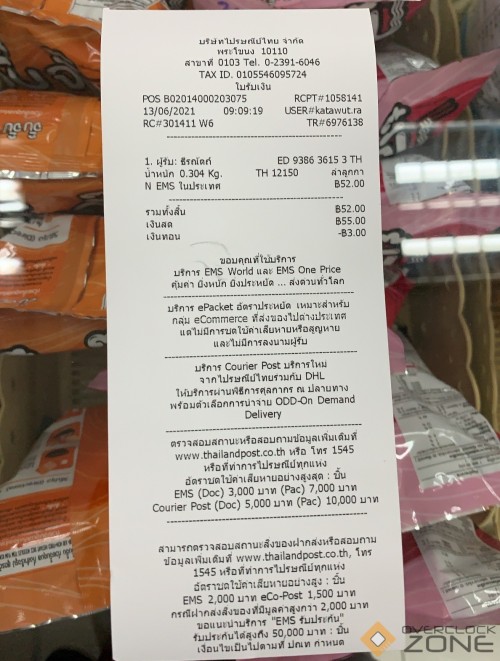 บริษัทไปรษณีย์ไทย จำกัด
พระโขนง 10110
สาขาที่ 0103 Tel. 0-2391-6046
TAX ID. 0105546095724
ใบรับเงิน
POS B02014000203075 RCPT#1058141
13/06/2021 09:09:19 USER#katawut.ra
RC#301411 W6 TR#6976138
1. ผู้รับ: ธีรณัตถ์ ED 9386 3615 3 TH
น้ำหนัก 0.304 Kg. TH 12150 ลำลูกกา
N EMS ในประเทศ ฿52.00
รวมทั้งสิ้น ฿52.00
เงินสด ฿55.00
เงินทอน -฿3.00
ขอบคุณที่ใช้บริการ
บริการ EMS World และ EMS One Price
คุ้มค่า ยิ่งหนัก ยิ่งประหยัด ... ส่งด่วนทั่วโลก
บริการ ePacket อัตราประหยัด เหมาะสำหรับ
กลุ่ม eCommerce ที่ส่งของไปต่างประเทศ
แต่ไม่มีการชดใช้ค่าเสียหายหรือสูญหาย
และไม่มีการลงนามผู้รับ
บริการ Courier Post บริการใหม่
จากไปรษณีย์ไทยร่วมกับ DHL
ให้บริการผ่านพิธีการศุลกากร ณ ปลายทาง
พร้อมตัวเลือกการนำจ่าย ODD-On Demand
Delivery
ตรวจสอบสถานะหรือสอบถามข้อมูลเพิ่มเติมที่
www.thailandpost.co.th หรือ โทร 1545
หรือที่ทำการไปรษณีย์ทุกแห่ง
อัตราชดใช้ค่าเสียหายอย่างสูงสุด : ชิ้น
EMS (Doc) 3,000 บาท (Pac) 7,000 บาท
Courier Post (Doc) 5,000 บาท (Pac) 10,000 บาท
สามารถตรวจสอบสถานะสิ่งของฝากส่งหรือสอบถาม
ข้อมูลเพิ่มเติมที่ www.thailandpost.co.th, โทร
1545 หรือที่ทำการไปรษณีย์ทุกแห่ง
อัตราชดใช้ค่าเสียหายอย่างสูง : ชิ้น
EMS 2,000 บาท eCo-Post 1,500 บาท
กรณีฝากส่งสิ่งของที่มีมูลค่าสูงกว่า 2,000 บาท
ขอแนะนำบริการ "EMS รับประกัน"
รับประกันได้สูงถึง 50,000 บาท : ชิ้น
เงื่อนไขเป็นไปตามที่ ปณท กำหนด
OVERCLOCK
ZONE